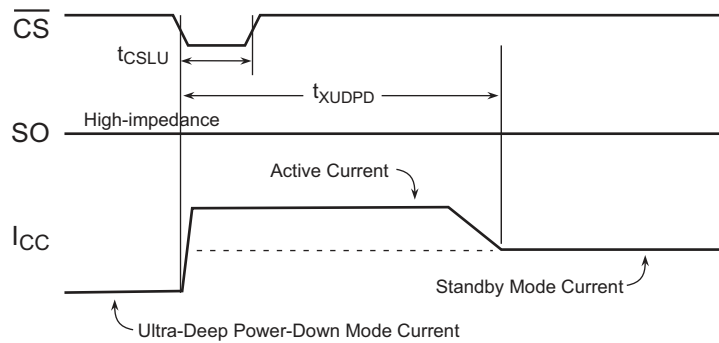 CS
tCSLU
tXUDPD
High-impedance
SO
Active Current
ICC
Standby Mode Current
Ultra-Deep Power-Down Mode Current